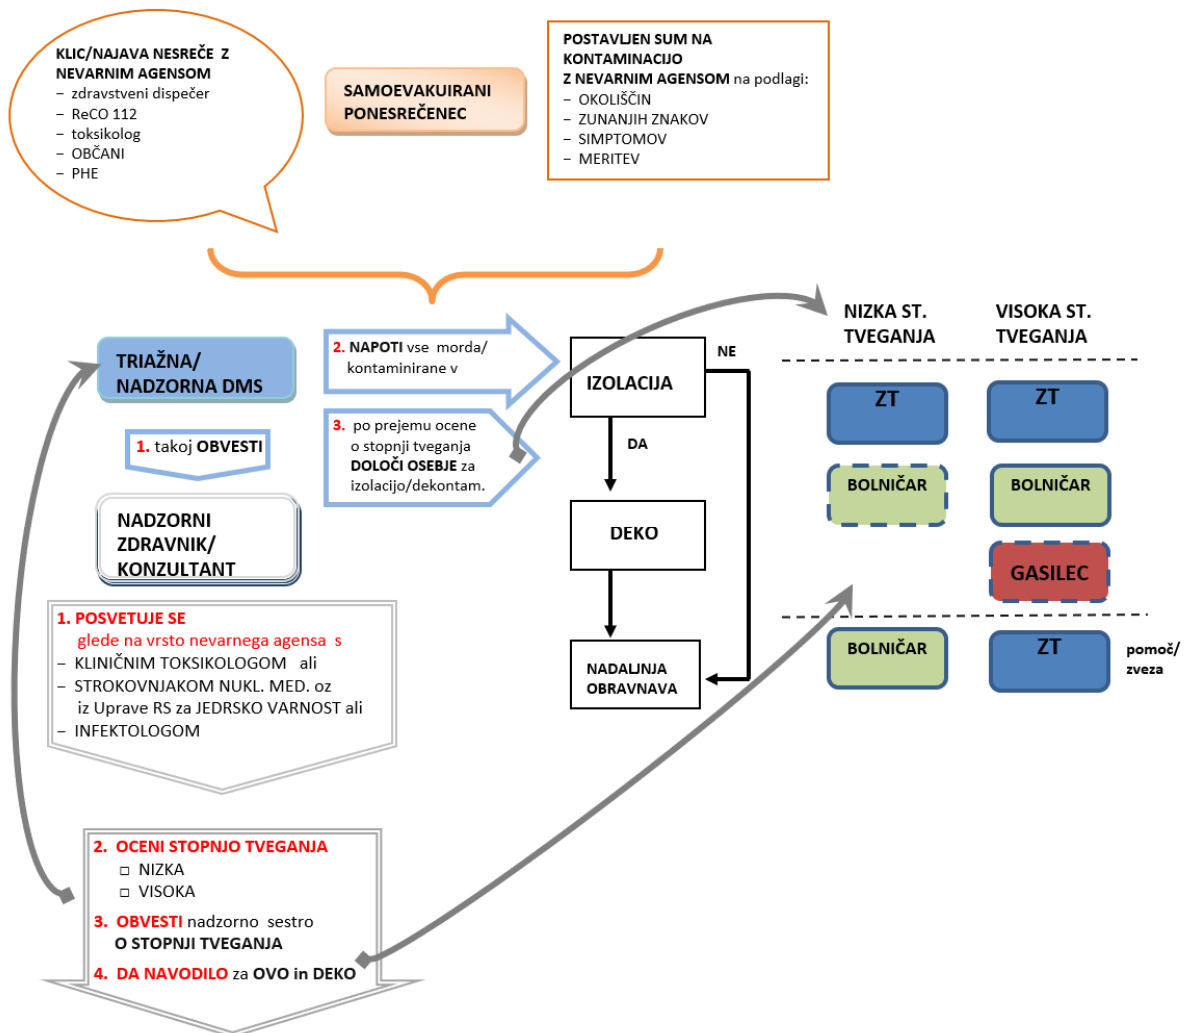 KLIC/NAJAVA NESREČE Z
NEVARNIM AGENSOM
– zdravstveni dispečer
– ReCO 112
– toksikolog
– OBČANI
– PHE
SAMOEVAKUIRANI
PONESREČENEC
POSTAVLJEN SUM NA
KONTAMINACIJO
Z NEVARNIM AGENSOM na podlagi:
– OKOLIŠČIN
– ZUNANJIH ZNAKOV
– SIMPTOMOV
– MERITEV
TRIAŽNA/
NADZORNA DMS
1. takoj OBVESTI
NADZORNI
ZDRAVNIK/
KONZULTANT
1. POSVETUJE SE
glede na vrsto nevarnega agensa s
– KLINIČNIM TOKSIKOLOGOM ali
– STROKOVNJAKOM NUKL. MED. oz
iz Uprave RS za JEDRSKO VARNOST ali
– INFEKTOLOGOM
2. OCENI STOPNJO TVEGANJA
□ NIZKA
□ VISOKA
3. OBVESTI nadzorno sestro
O STOPNJI TVEGANJA
4. DA NAVODILO za OVO in DEKO
2. NAPOTI vse morda/
kontaminirane v
3. po prejemu ocene
o stopnji tveganja
DOLOČI OSEBJE za
izolacijo/dekontam.
IZOLACIJA
NE
DA
DEKO
NADALJNJA
OBRAVNAVA
NIZKA ST.
TVEGANJA
VISOKA ST.
TVEGANJA
ZT
ZT
BOLNIČAR
BOLNIČAR
GASILEC
BOLNIČAR
ZT
pomoč/
zveza